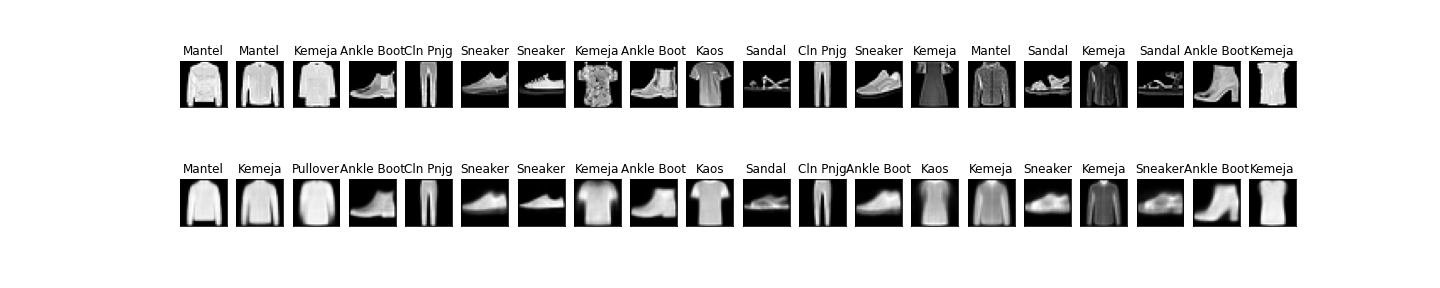 Mantel Mantel Kemeja Ankle Boot Cln Pnjg Sneaker Sneaker Kemeja Ankle Boot Kaos Sandal Cln Pnjg Sneaker Kemeja Mantel Sandal Kemeja Sandal Ankle Boot Kemeja
Mantel Kemeja Pullover Ankle Boot Cln Pnjg Sneaker Sneaker Kemeja Ankle Boot Kaos Sandal Cln Pnjg Ankle Boot Kaos Kemeja Sneaker Kemeja Sneaker Ankle Boot Kemeja